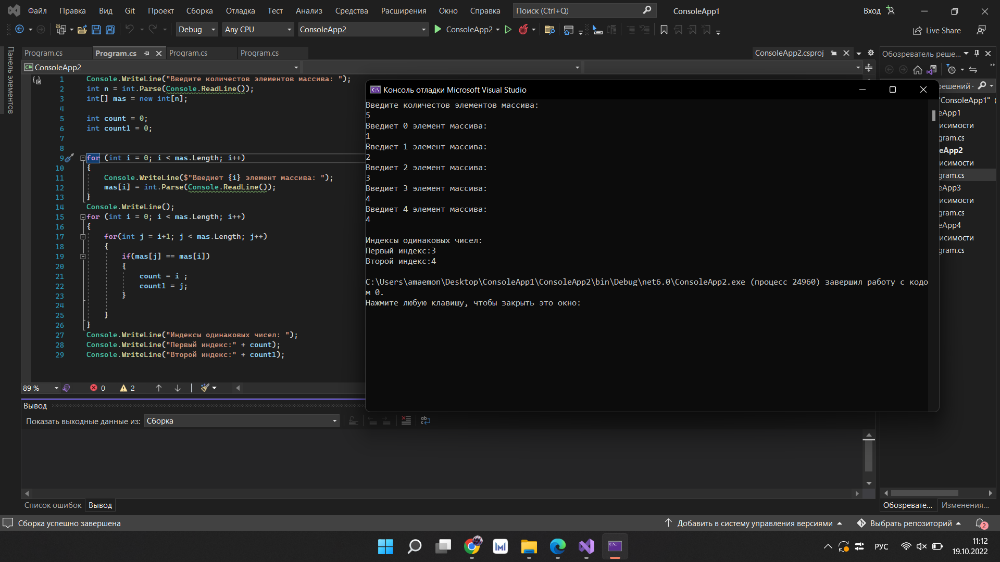 Файл Правка Вид Git Проект Сборка Отладка Тест Анализ Средства Расширения Окно Справка Поиск (Ctrl+Q) ConsoleApp1 Вход
Debug Any CPU ConsoleApp2 ConsoleApp2 Live Share
Панель элементов
Program.cs Program.cs Program.cs Program.cs ConsoleApp2.csproj
C# ConsoleApp2
1 Console.WriteLine("Введите количестов элементов массива: ");
2 int n = int.Parse(Console.ReadLine());
3 int[] mas = new int[n];
4
5 int count = 0;
6 int count1 = 0;
7
8
9 for (int i = 0; i < mas.Length; i++)
10 {
11 Console.WriteLine($"Введиет {i} элемент массива: ");
12 mas[i] = int.Parse(Console.ReadLine());
13 }
14 Console.WriteLine();
15 for (int i = 0; i < mas.Length; i++)
16 {
17 for(int j = i+1; j < mas.Length; j++)
18 {
19 if(mas[j] == mas[i])
20 {
21 count = i ;
22 count1 = j;
23 }
24
25 }
26 }
27 Console.WriteLine("Индексы одинаковых чисел: ");
28 Console.WriteLine("Первый индекс:" + count);
29 Console.WriteLine("Второй индекс:" + count1);
89 % 0 2
Консоль отладки Microsoft Visual Studio
Введите количестов элементов массива:
5
Введиет 0 элемент массива:
1
Введиет 1 элемент массива:
2
Введиет 2 элемент массива:
3
Введиет 3 элемент массива:
4
Введиет 4 элемент массива:
4
Индексы одинаковых чисел:
Первый индекс:3
Второй индекс:4
C:\Users\amaemon\Desktop\ConsoleApp1\ConsoleApp2\bin\Debug\net6.0\ConsoleApp2.exe (процесс 24960) завершил работу с кодо
м 0.
Нажмите любую клавишу, чтобы закрыть это окно:
Обозреватель реше...
ешений -
"ConsoleApp1" (
eApp1
исимости
gram.cs
eApp2
исимости
gram.cs
eApp3
исимости
gram.cs
eApp4
исимости
gram.cs
Вывод
Показать выходные данные из: Сборка
Список ошибок Вывод
Обозревате... Изменения...
Сборка успешно завершена Добавить в систему управления версиями Выбрать репозиторий 2
РУС 11:12
19.10.2022